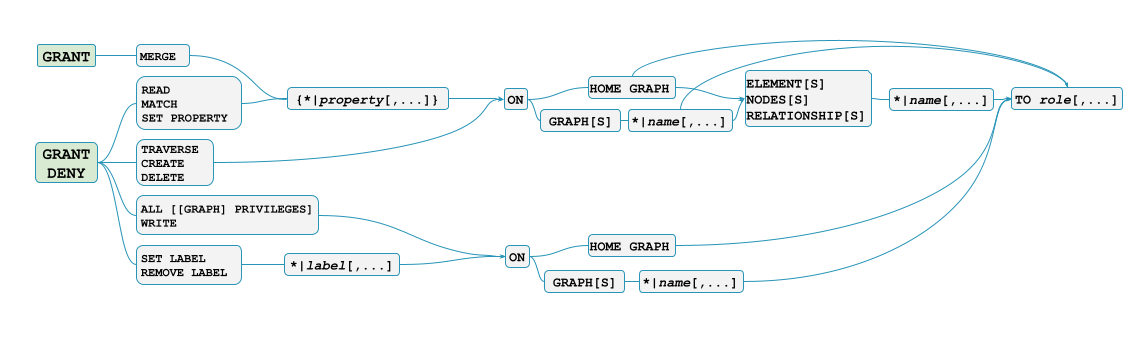 GRANT
MERGE
READ
MATCH
SET PROPERTY
{*|property[,...]}
ON
HOME GRAPH
GRAPH[S]
*|name[,...]
ELEMENT[S]
NODES[S]
RELATIONSHIP[S]
*|name[,...]
TO role[,...]
GRANT
DENY
TRAVERSE
CREATE
DELETE
ALL [[GRAPH] PRIVILEGES]
WRITE
SET LABEL
REMOVE LABEL
*|label[,...]
ON
HOME GRAPH
GRAPH[S]
*|name[,...]